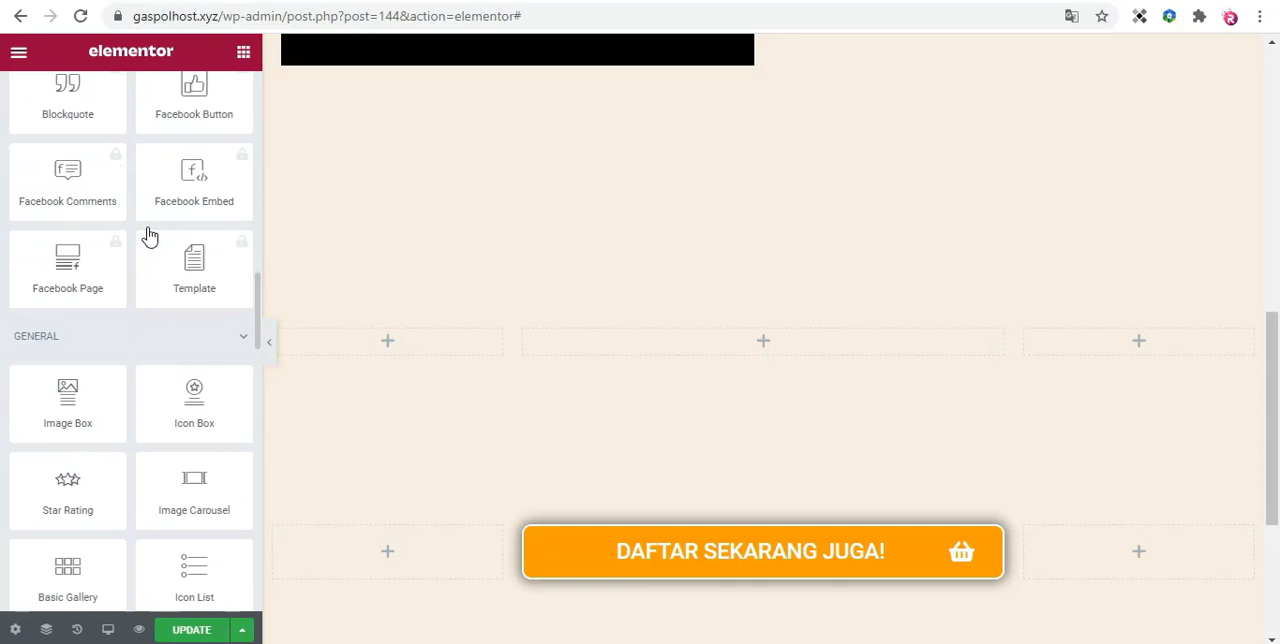 gaspolhost.xyz/wp-admin/post.php?post=144&action=elementor#
elementor
Blockquote
Facebook Button
Facebook Comments
Facebook Embed
Facebook Page
Template
GENERAL
Image Box
Icon Box
Star Rating
Image Carousel
Basic Gallery
Icon List
UPDATE
DAFTAR SEKARANG JUGA!